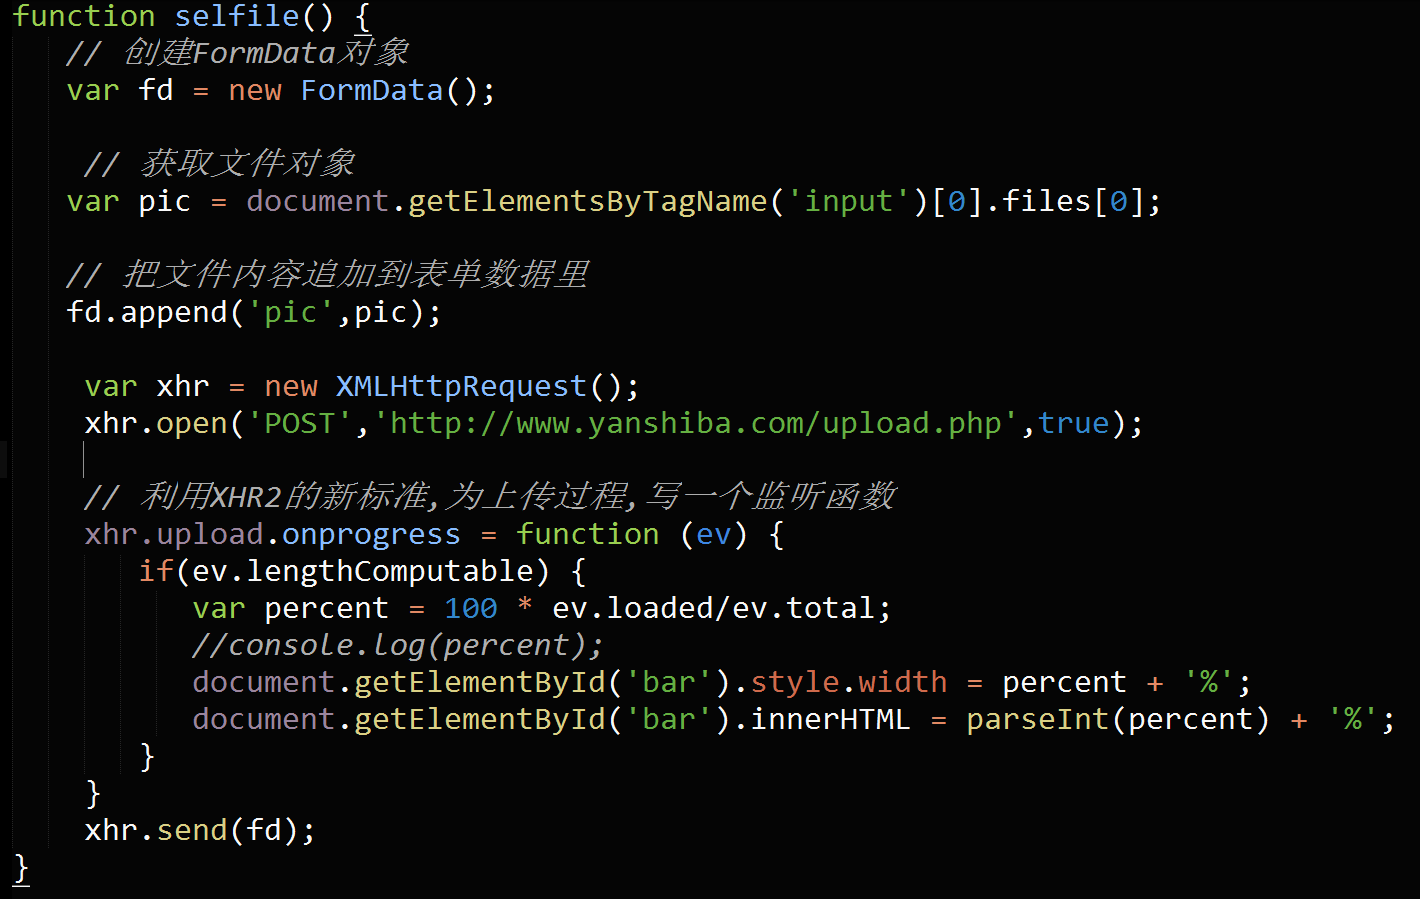 function selfile() {
// 创建FormData对象
var fd = new FormData();
// 获取文件对象
var pic = document.getElementsByTagName('input')[0].files[0];
// 把文件内容追加到表单数据里
fd.append('pic',pic);
var xhr = new XMLHttpRequest();
xhr.open('POST','http://www.yanshiba.com/upload.php',true);
// 利用XHR2的新标准,为上传过程,写一个监听函数
xhr.upload.onprogress = function (ev) {
if(ev.lengthComputable) {
var percent = 100 * ev.loaded/ev.total;
//console.log(percent);
document.getElementById('bar').style.width = percent + '%';
document.getElementById('bar').innerHTML = parseInt(percent) + '%';
}
}
xhr.send(fd);
}